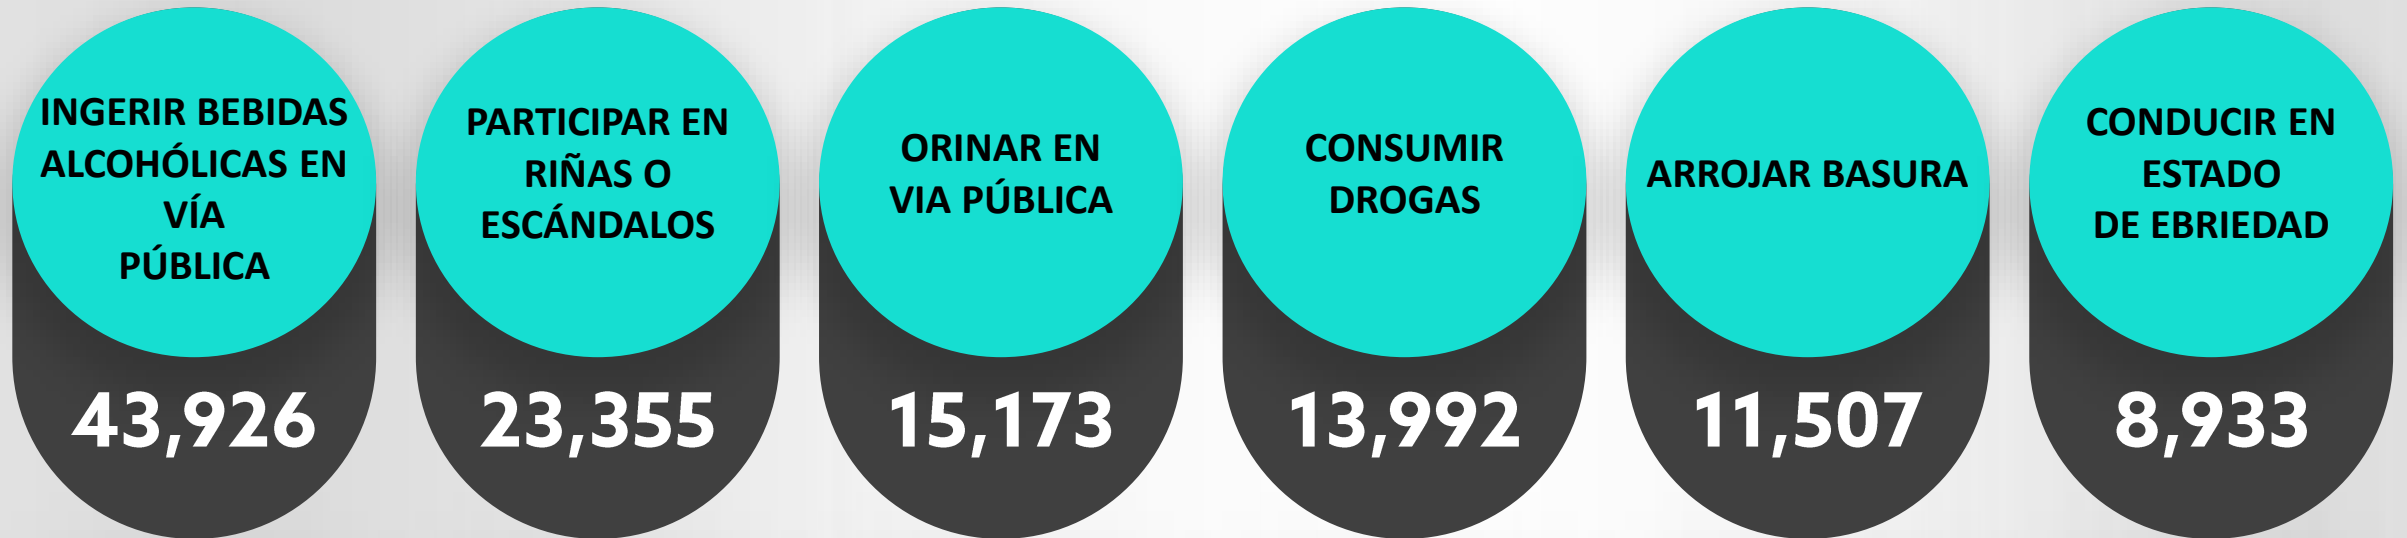 INGERIR BEBIDAS
ALCOHÓLICAS EN
VÍA
PÚBLICA
43,926
PARTICIPAR EN
RIÑAS O
ESCÁNDALOS
23,355
ORINAR EN
VIA PÚBLICA
15,173
CONSUMIR
DROGAS
13,992
ARROJAR BASURA
11,507
CONDUCIR EN
ESTADO
DE EBRIEDAD
8,933